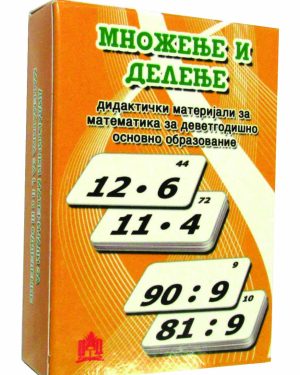 МНОЖЕЊЕ И
ДЕЛЕЊЕ
дидактички материјали за
математика за деветгодишно
основно образование
44
12 • 6
72
11 • 4
9
90 : 9
10
81 : 9